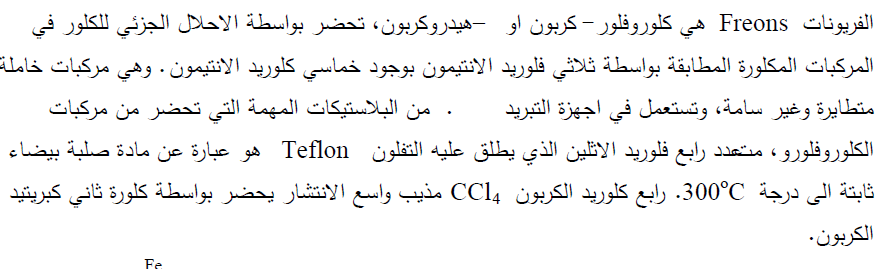 الفريونات Freons هي كلوروفلور – كربون او –هيدروكربون، تحضر بواسطة الاحلال الجزئي للكلور في
المركبات المكلورة المطابقة بواسطة ثلاثي فلوريد الانتيمون بوجود خماسي كلوريد الانتيمون. وهي مركبات خاملة
متطايرة وغير سامة، وتستعمل في اجهزة التبريد . من البلاستيكات المهمة التي تحضر من مركبات
الكلوروفلورو، متعدد رابع فلوريد الاثلين الذي يطلق عليه التفلون Teflon هو عبارة عن مادة صلبة بيضاء
ثابتة الى درجة 300°C. رابع كلوريد الكربون CCl₄ مذيب واسع الانتشار يحضر بواسطة كلورة ثاني كبريتيد
الكربون.
Fe